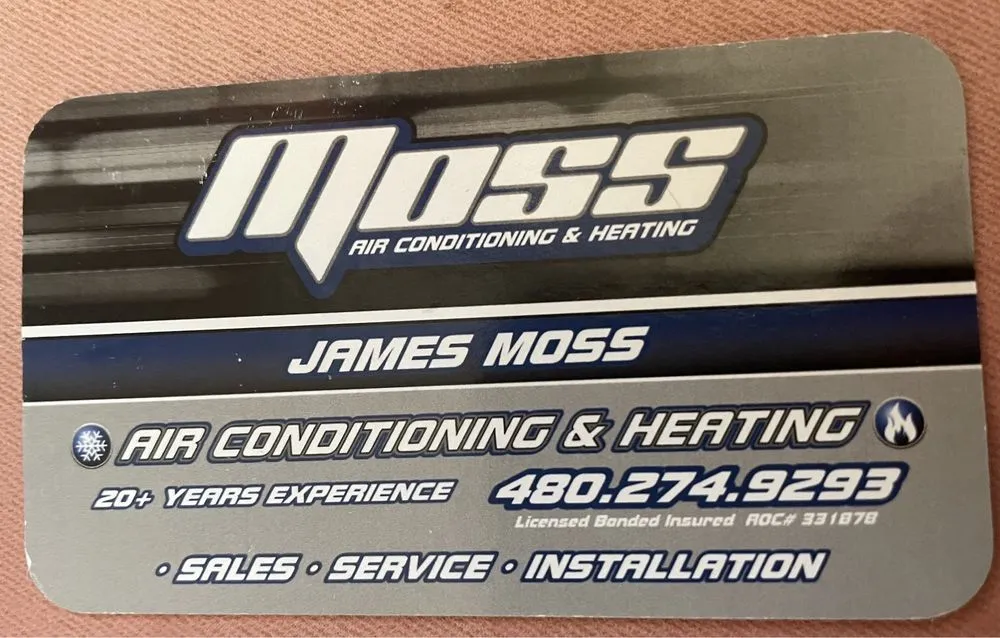 Moss
AIR CONDITIONING & HEATING
JAMES MOSS
AIR CONDITIONING & HEATING
20+ YEARS EXPERIENCE 480.274.9293
Licensed Bonded Insured ROC# 331878
· SALES · SERVICE · INSTALLATION